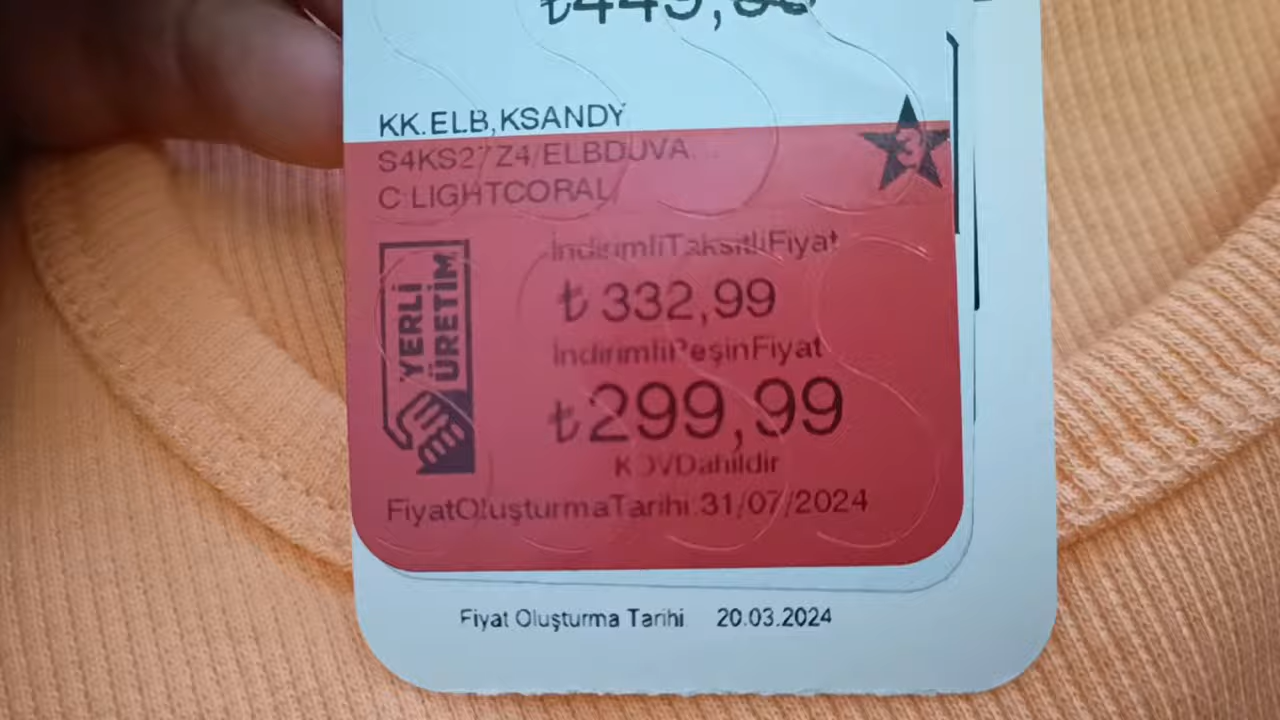 KK.ELB,KSANDY
S4KS27Z4/ELBDUVA
C LIGHTCORAL
3
İndirimliTaksitliFiyat
₺332,99
YERLİ
ÜRETİM
İndirimliPeşinFiyat
₺299,99
KDVDahildir
FiyatOluşturmaTarihi:31/07/2024
Fiyat Oluşturma Tarihi 20.03.2024